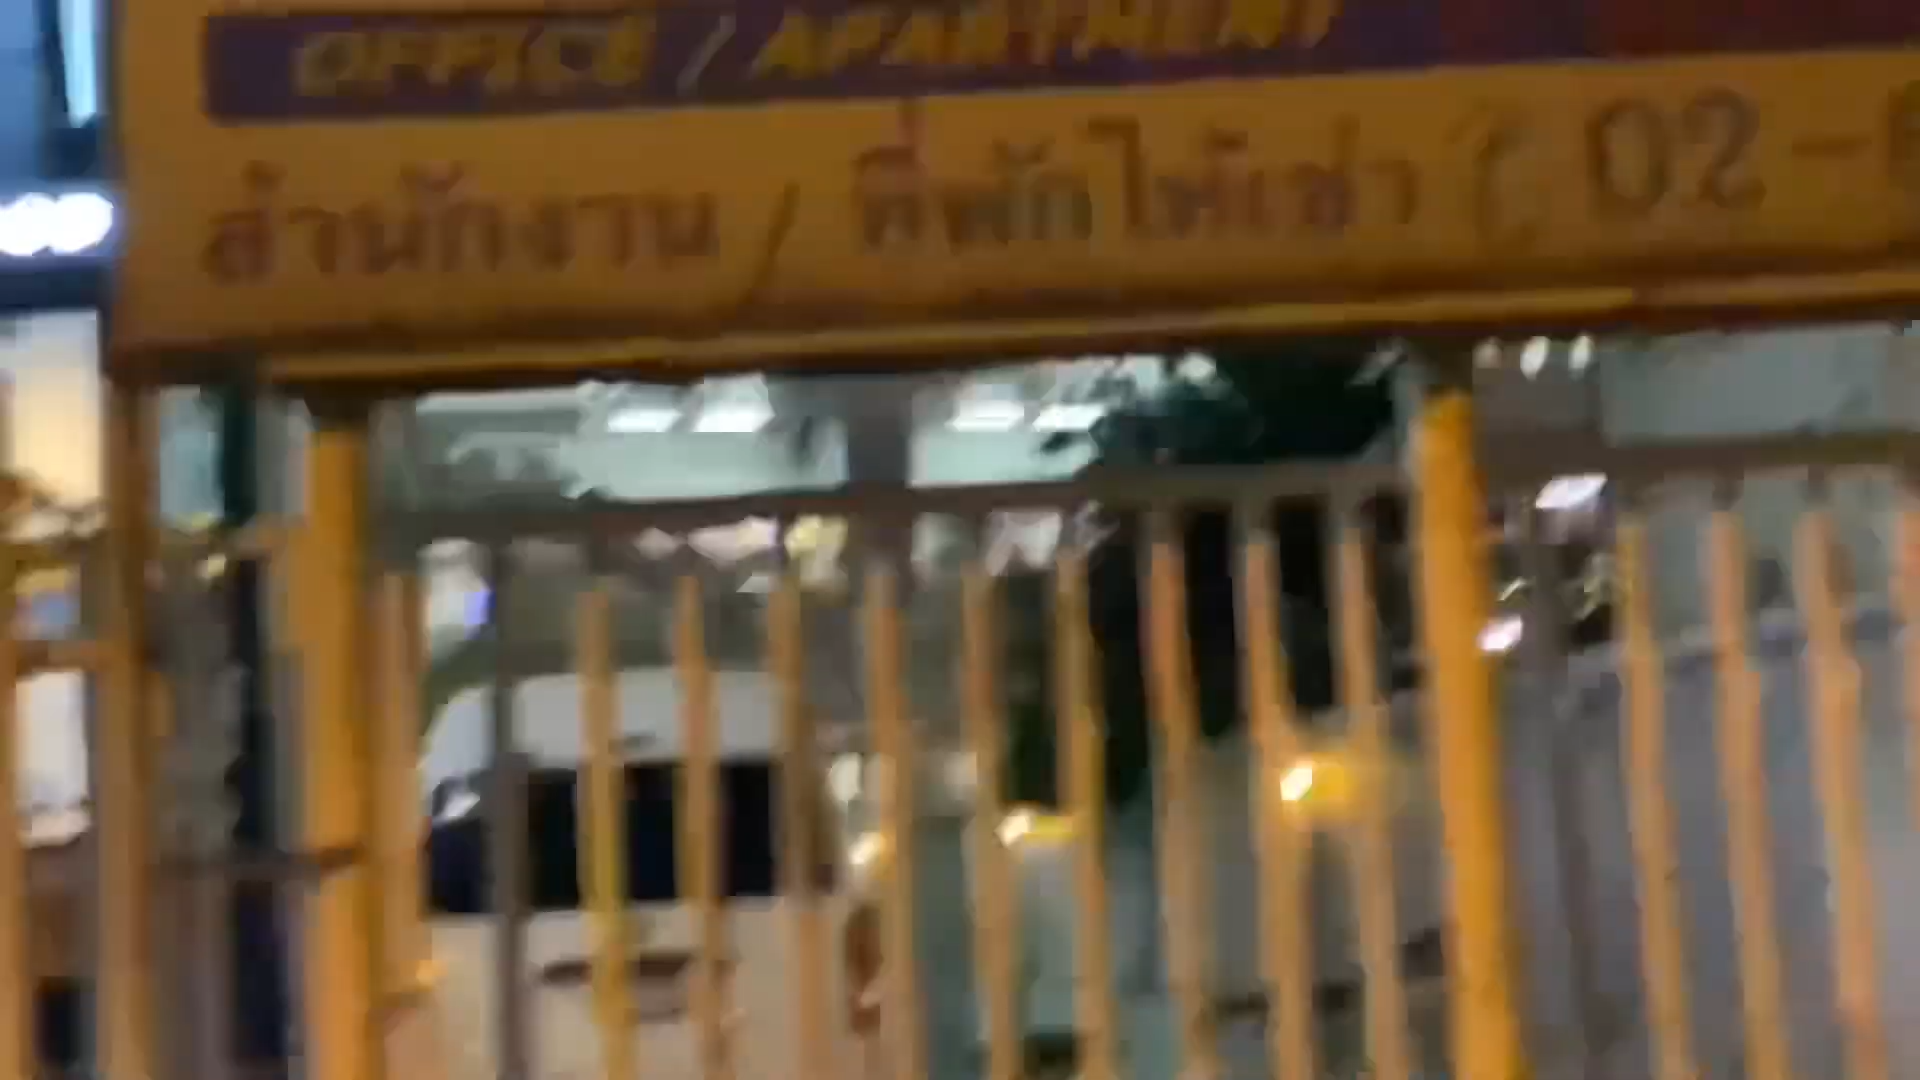 OFFICE / APARTMENT
สำนักงาน / ที่พักให้เช่า ( 02-